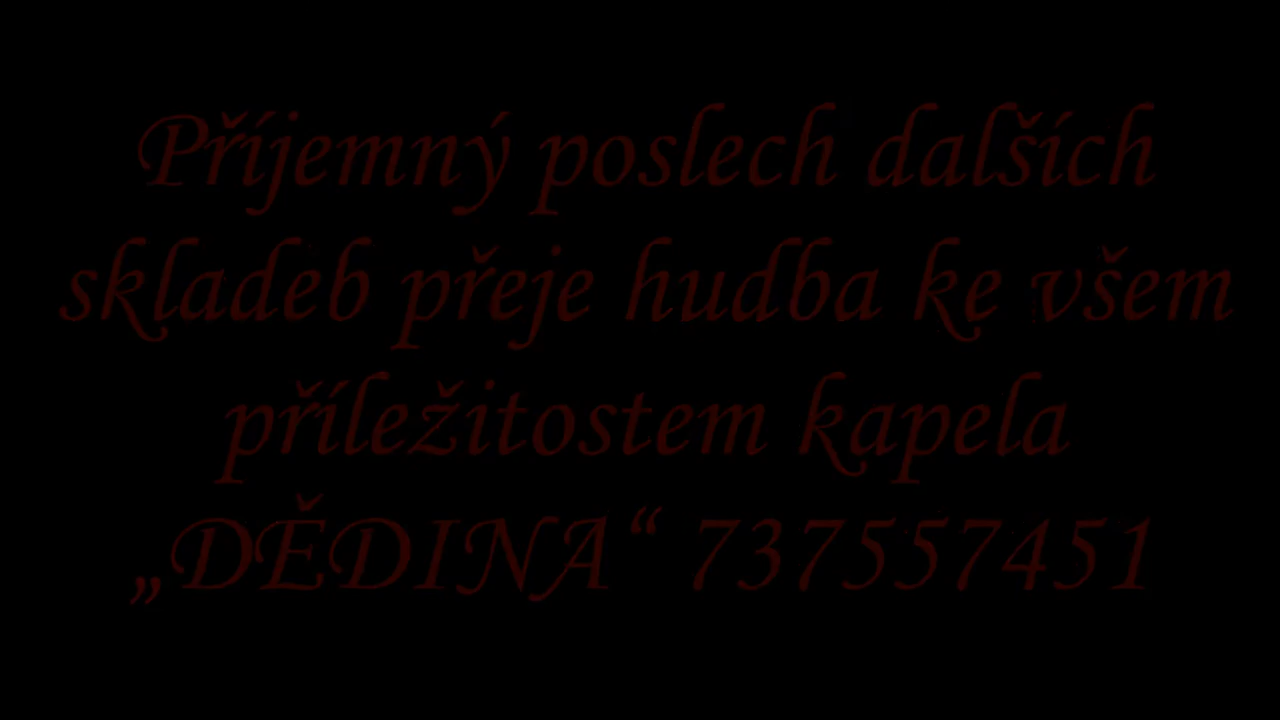 Příjemný poslech dalších
skladeb přeje hudba ke všem
příležitostem kapela
„DĚDINA“ 737557451